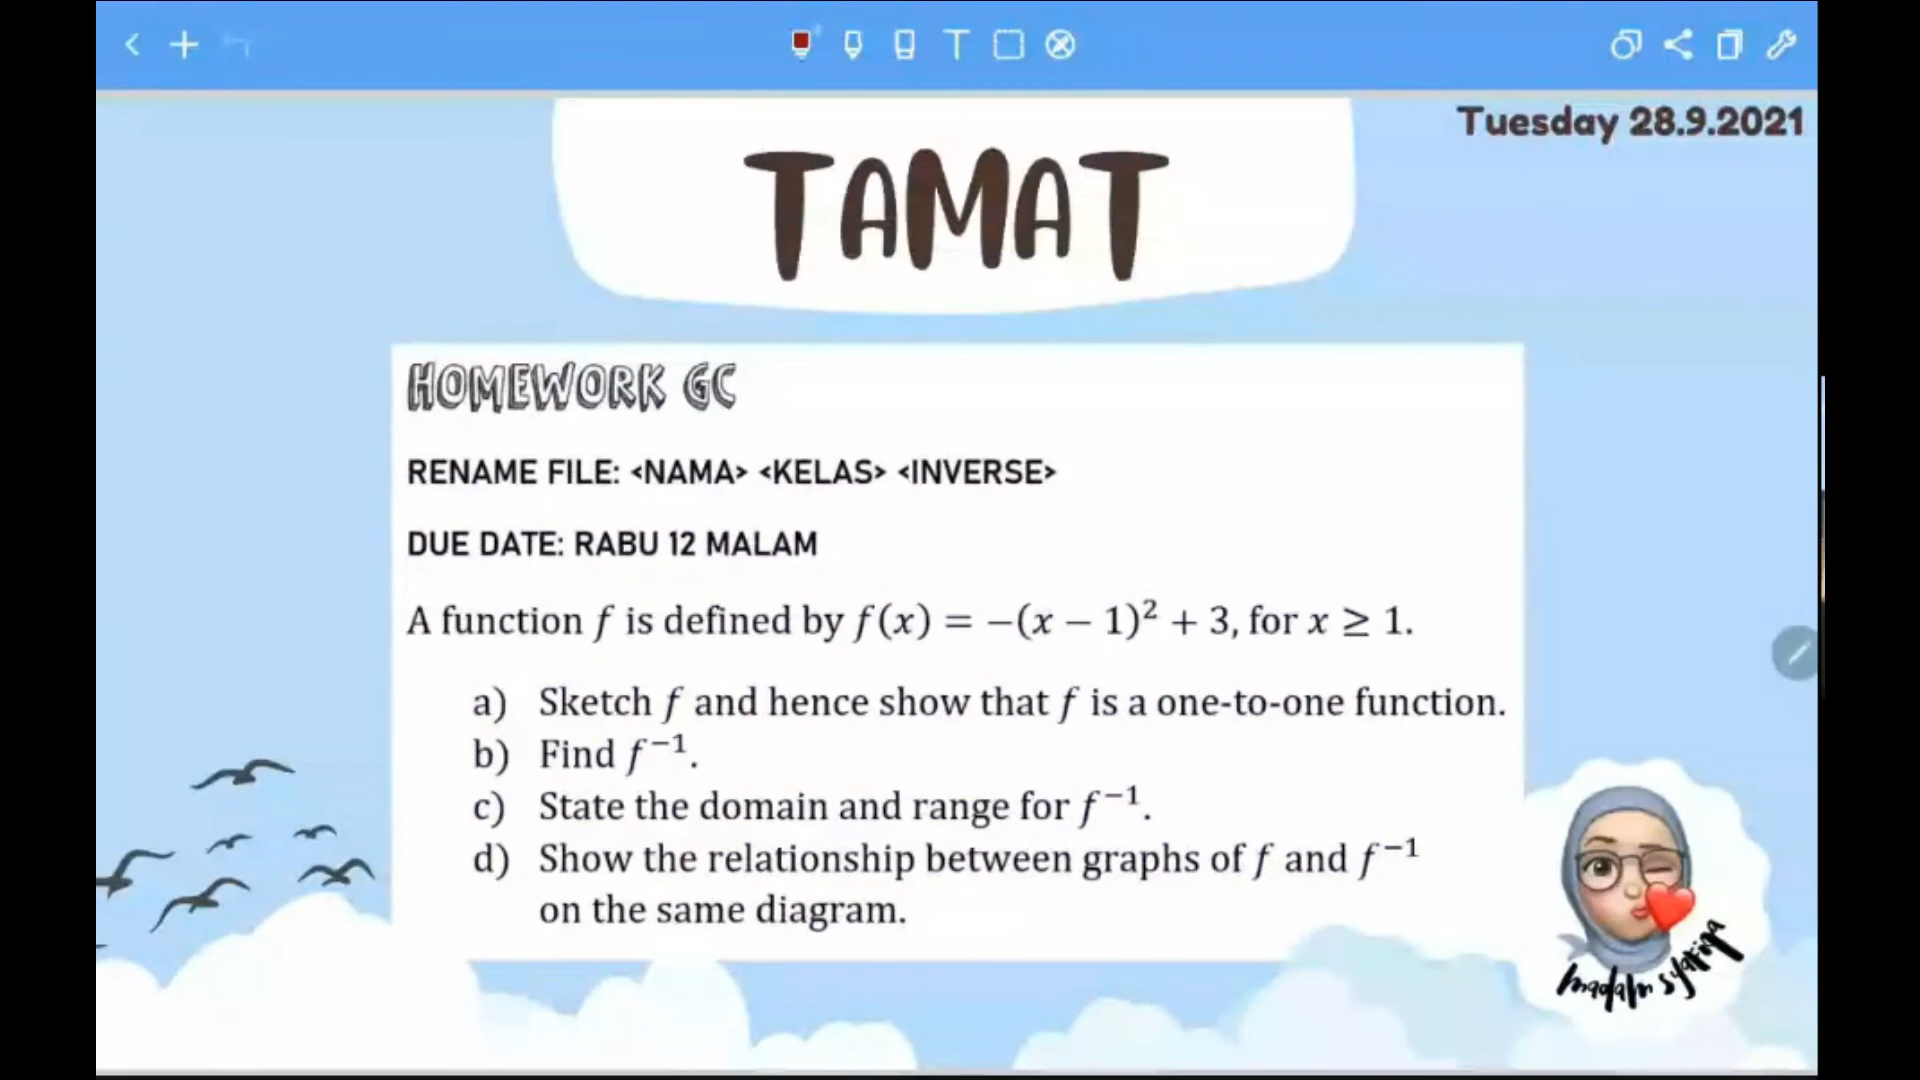 Tuesday 28.9.2021
TAMAT
HOMEWORK GC
RENAME FILE: <NAMA> <KELAS> <INVERSE>
DUE DATE: RABU 12 MALAM
A function f is defined by f(x) = −(x − 1)² + 3, for x ≥ 1.
a) Sketch f and hence show that f is a one-to-one function.
b) Find f⁻¹.
c) State the domain and range for f⁻¹.
d) Show the relationship between graphs of f and f⁻¹
on the same diagram.